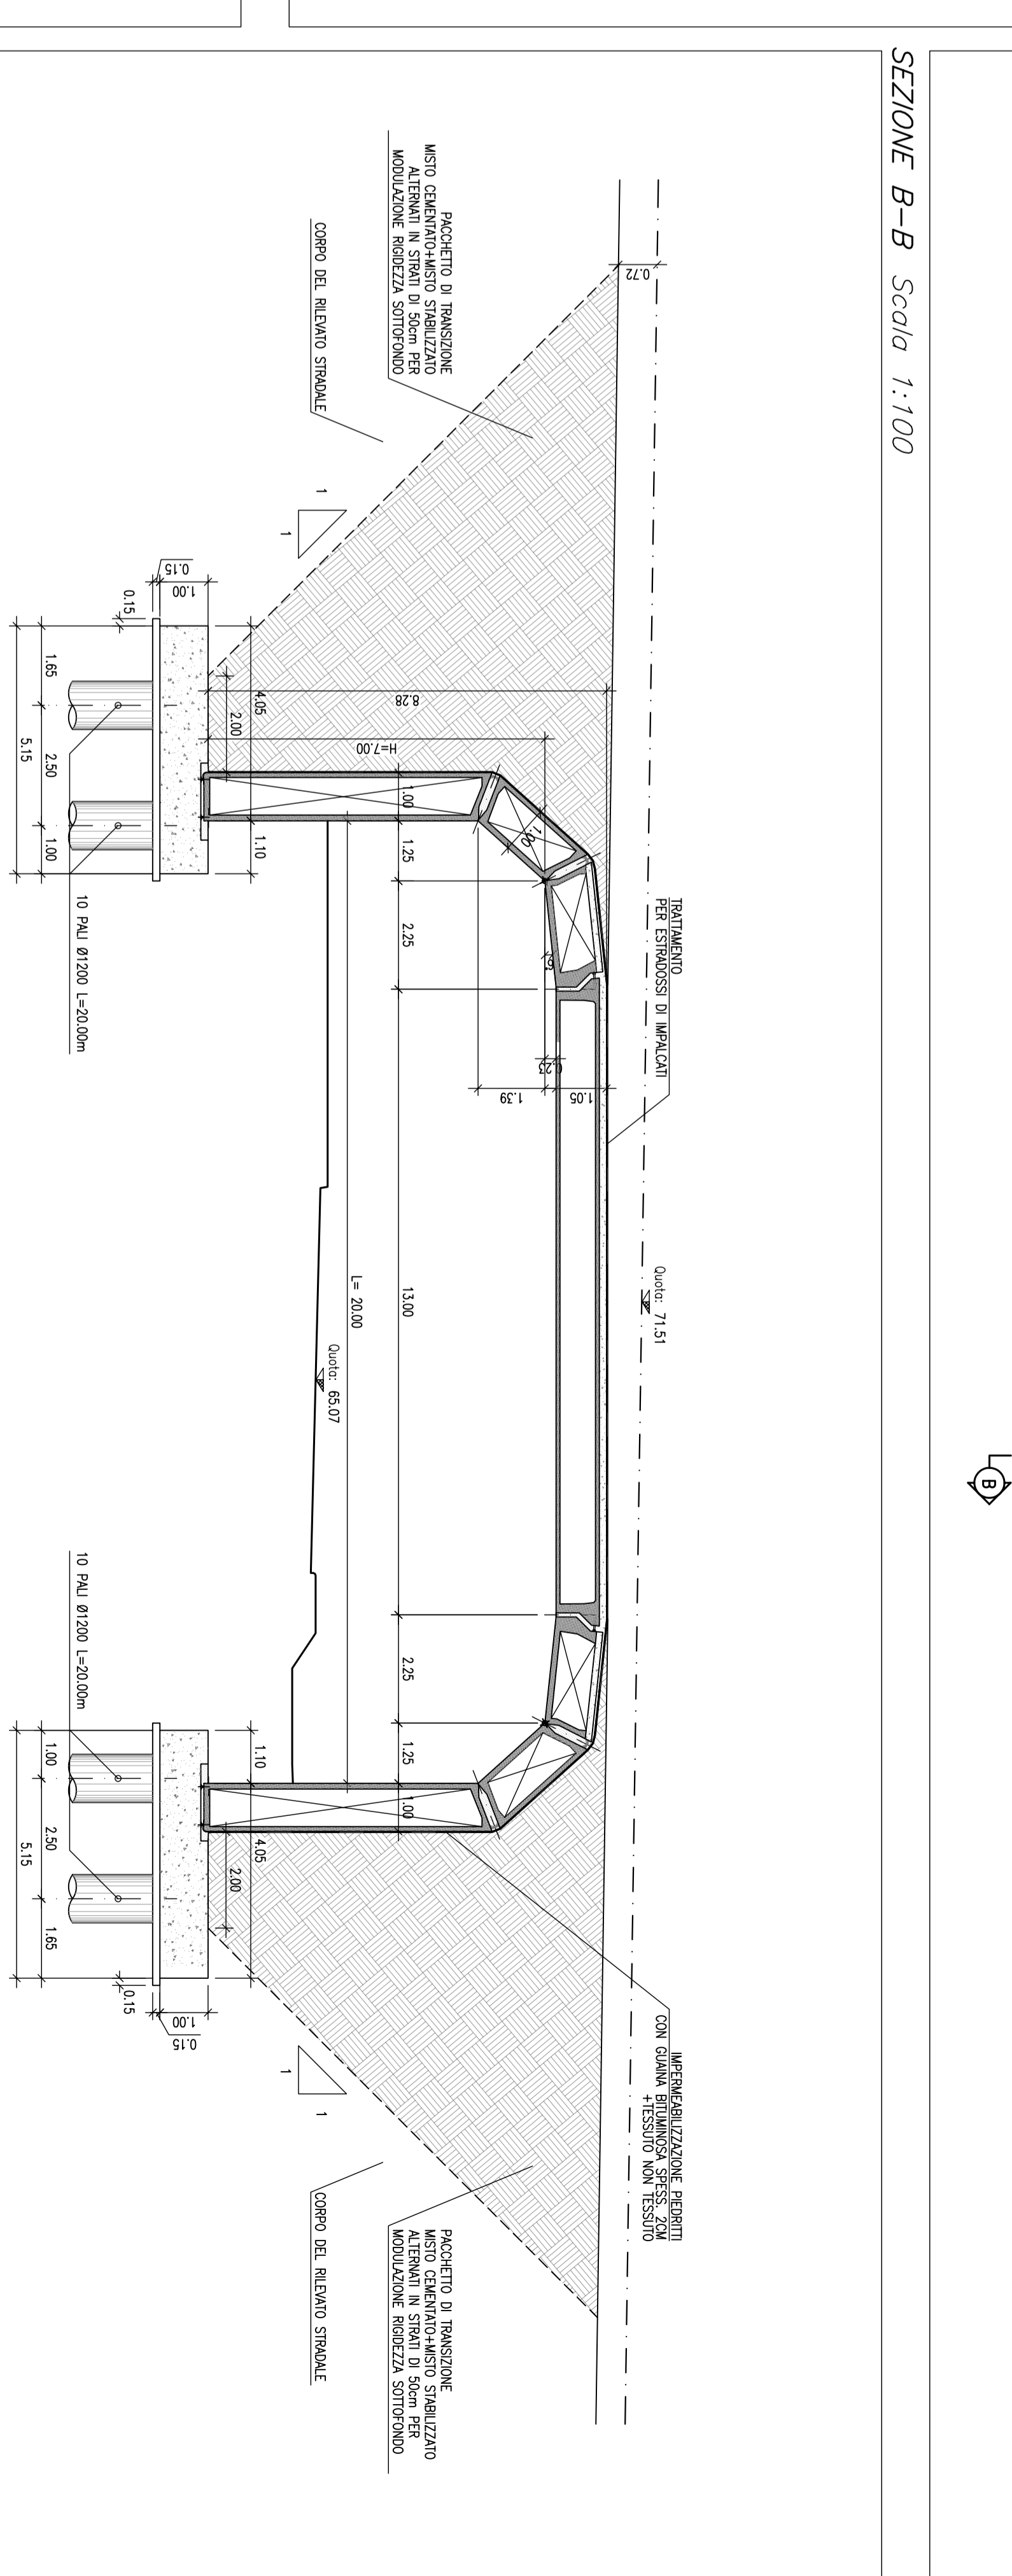 SEZIONE B-B Scala 1:100
B
TRATTAMENTO
PER ESTRADOSSI DI IMPALCATI
Quota: 71.51
IMPERMEABILIZZAZIONE PIEDRITTI
CON GUAINA BITUMINOSA SPESS. 2CM
+TESSUTO NON TESSUTO
0.72
PACCHETTO DI TRANSIZIONE
MISTO CEMENTATO+MISTO STABILIZZATO
ALTERNATI IN STRATI DI 50cm PER
MODULAZIONE RIGIDEZZA SOTTOFONDO
CORPO DEL RILEVATO STRADALE
1
1
8.28
H=7.00
1.00
0.23
1.39
1.05
1.00
1.25
2.25
13.00
2.25
1.25
1.00
L= 20.00
Quota: 65.07
PACCHETTO DI TRANSIZIONE
MISTO CEMENTATO+MISTO STABILIZZATO
ALTERNATI IN STRATI DI 50cm PER
MODULAZIONE RIGIDEZZA SOTTOFONDO
CORPO DEL RILEVATO STRADALE
1
1
4.05
1.10
2.00
0.15
1.00
0.15
1.65
2.50
1.00
5.15
10 PALI Ø1200 L=20.00m
1.10
4.05
2.00
1.00
0.15
0.15
1.00
2.50
1.65
5.15
10 PALI Ø1200 L=20.00m